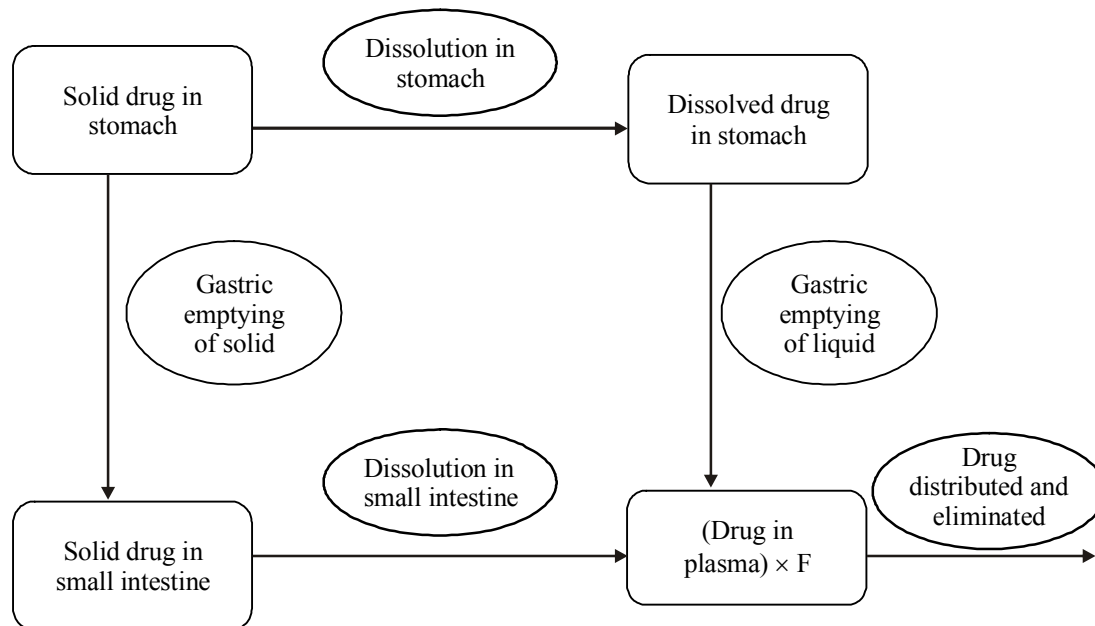 Dissolution in
stomach
Solid drug in
stomach
Dissolved drug
in stomach
Gastric
emptying
of solid
Gastric
emptying
of liquid
Dissolution in
small intestine
Drug
distributed and
eliminated
Solid drug in
small intestine
(Drug in
plasma) × F